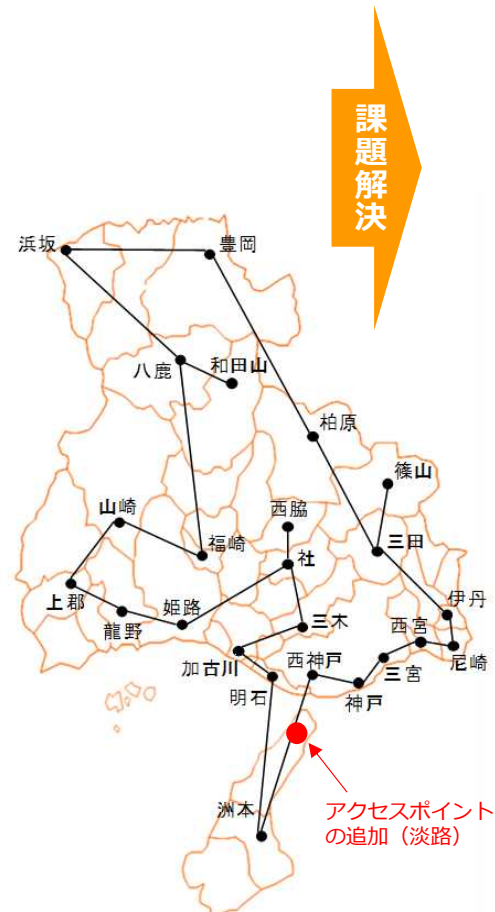 課題解決
浜坂
豊岡
八鹿
和田山
柏原
篠山
山崎
西脇
福崎
社
三田
上郡
龍野
姫路
三木
伊丹
西宮
加古川
西神戸
三宮
尼崎
明石
神戸
洲本
アクセスポイント
の追加（淡路）